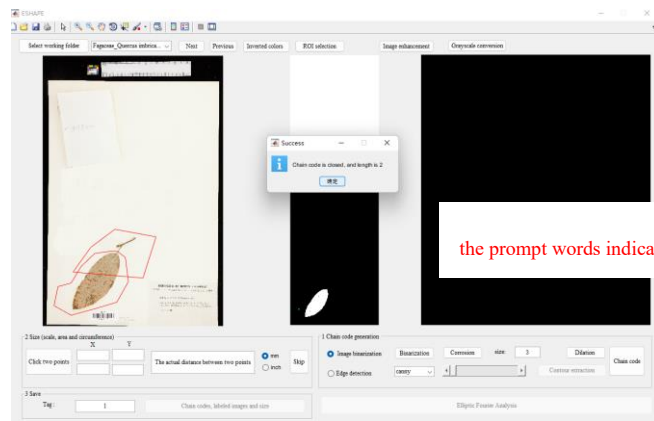 ESHAPE
Select working folder
Fagaceae_Quercus imbrica...
Next
Previous
Inverted colors
ROI selection
Image enhancement
Grayscale conversion
Success
Chain code is closed, and length is 2
确定
the prompt words indica
2 Size (scale, area and circumference)
X Y
Click two points
The actual distance between two points
mm
inch
Skip
1 Chain code generation
Image binarization
Binarization
Corrosion
size:
3
Dilation
Edge detection
canny
Contour extraction
Chain code
3 Save
Tag:
1
Chain codes, labeled images and size
Elliptic Fourier Analysis